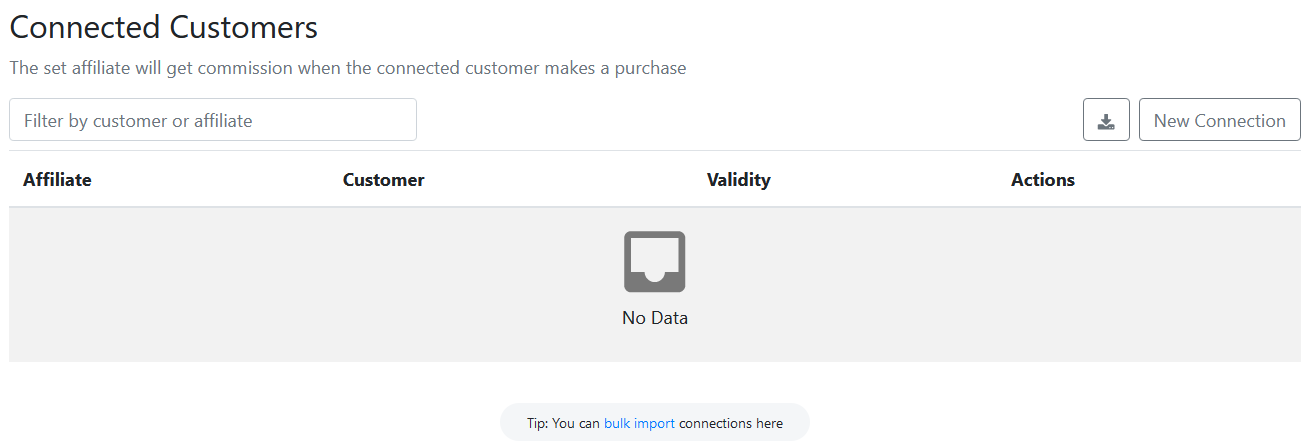 Connected Customers
The set affiliate will get commission when the connected customer makes a purchase
Filter by customer or affiliate
New Connection
Affiliate Customer Validity Actions
No Data
Tip: You can bulk import connections here